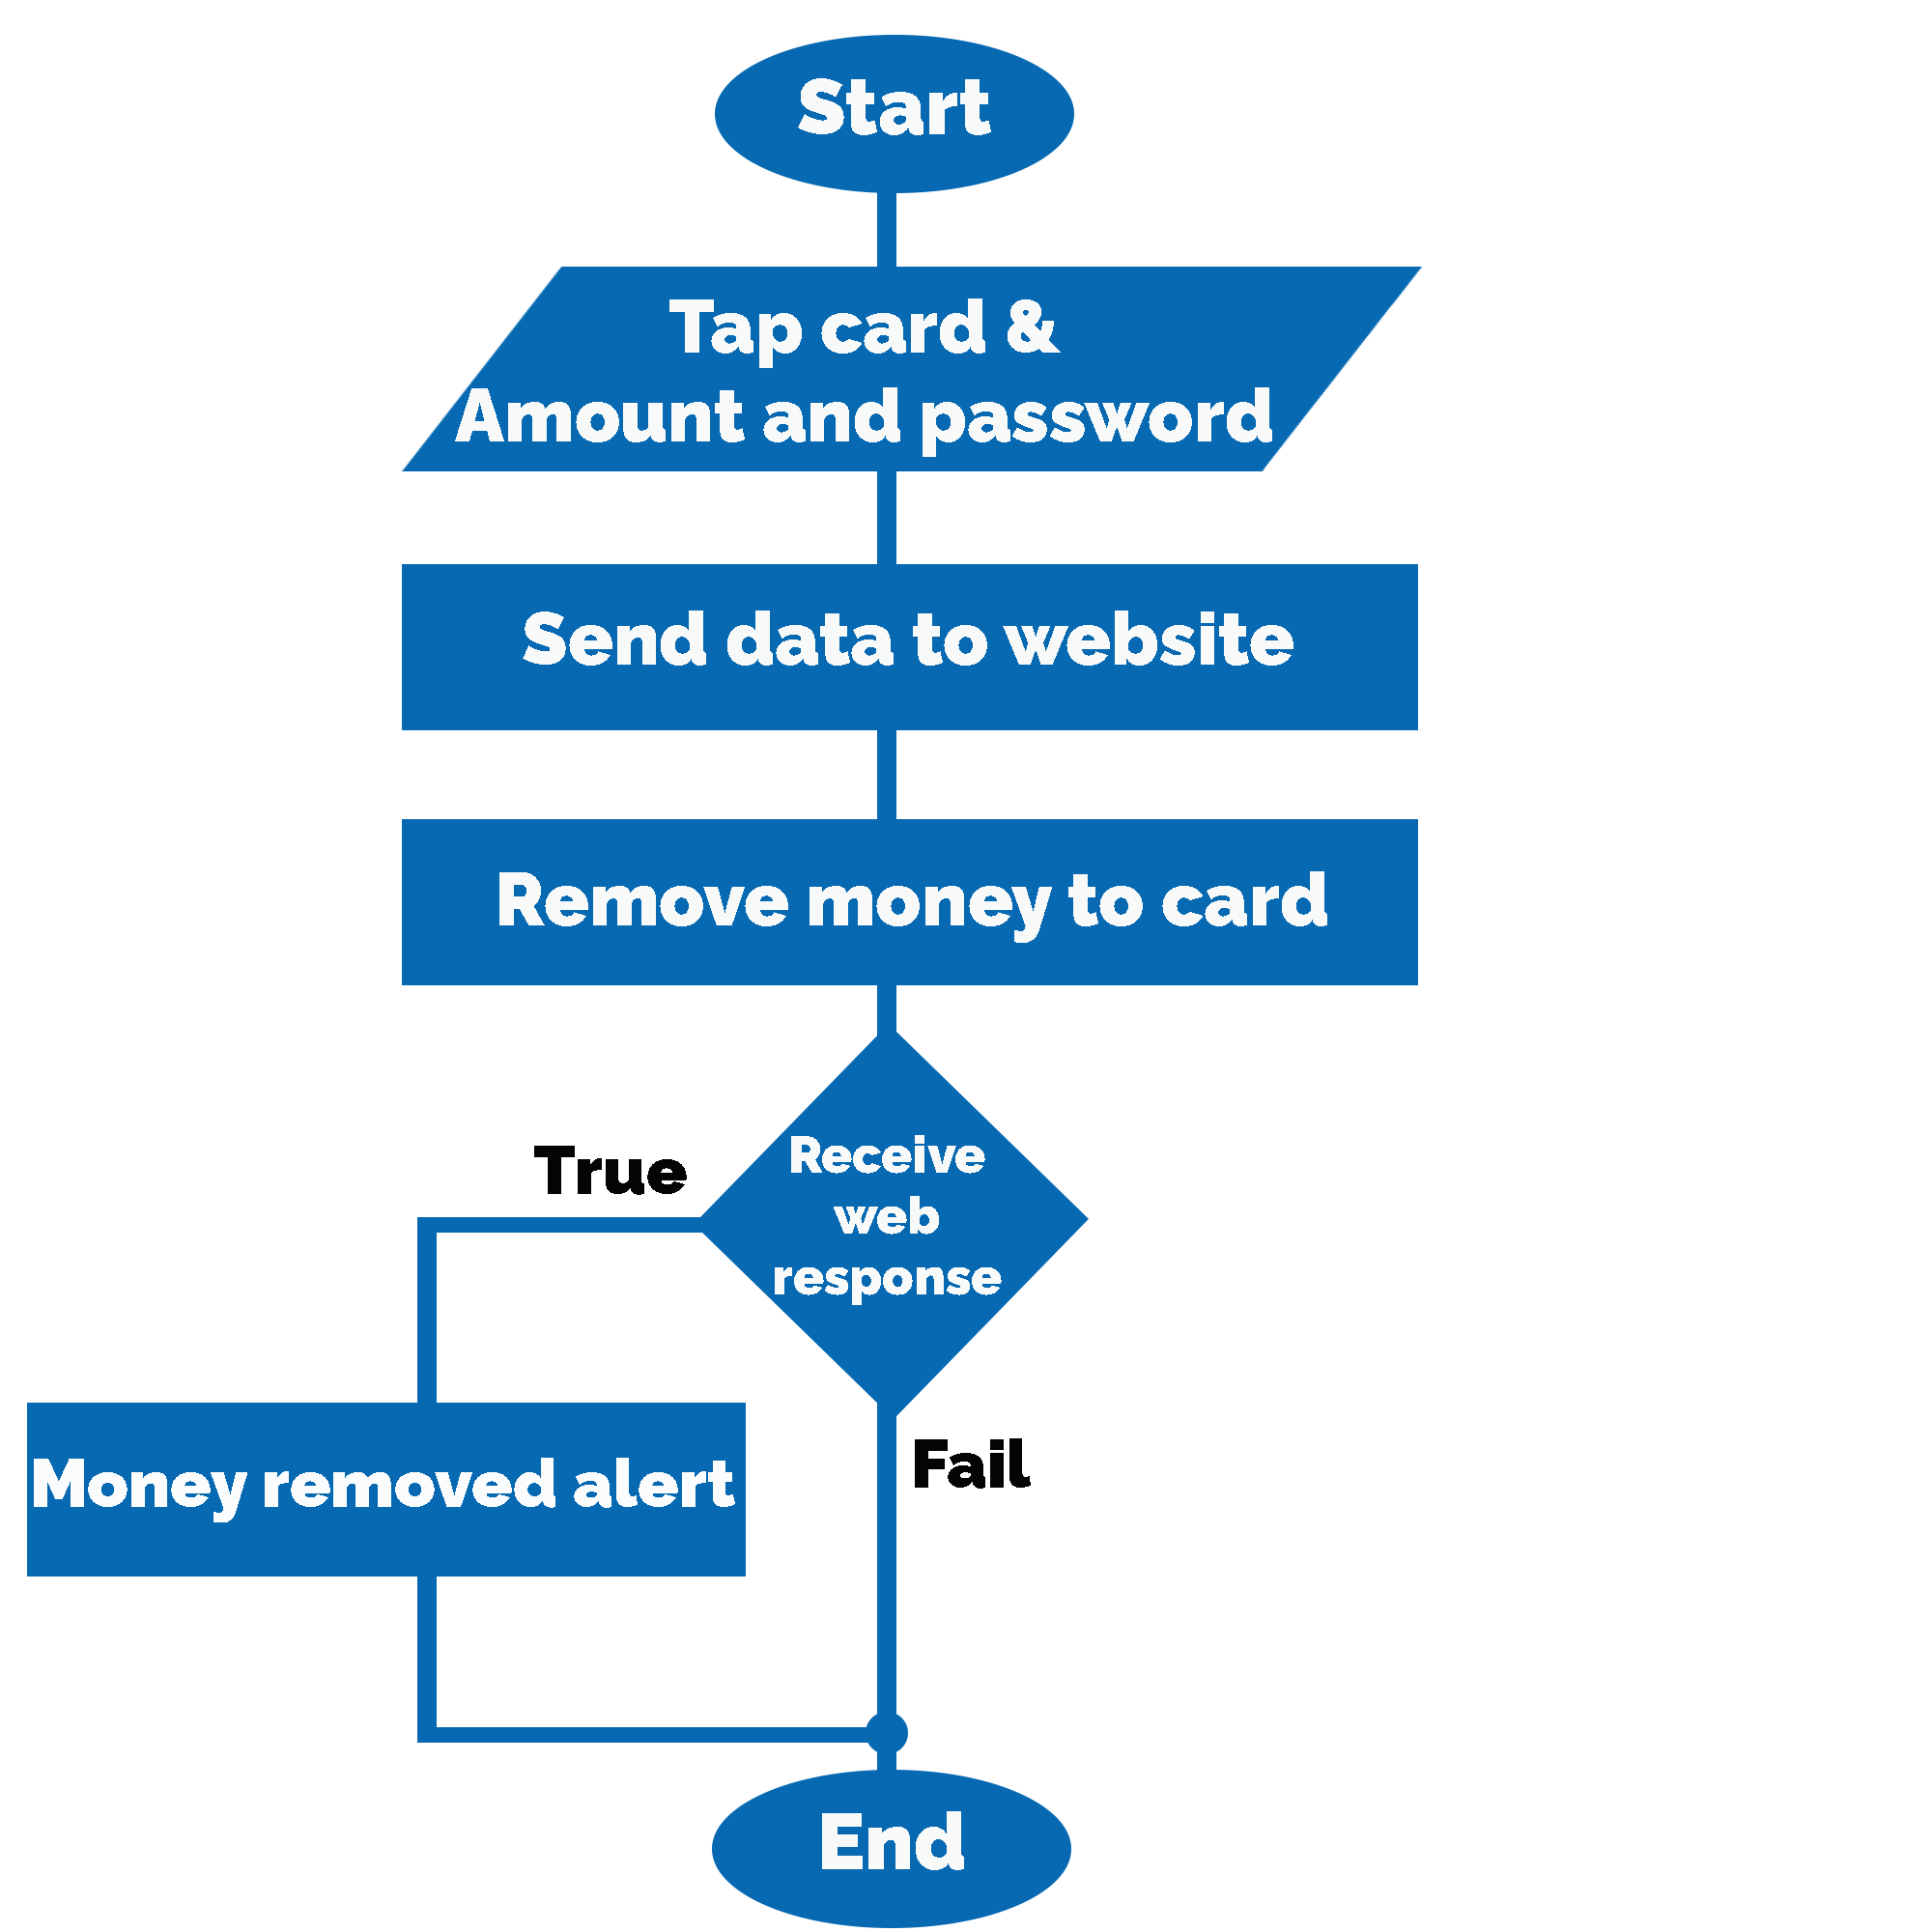 Start
Tap card &
Amount and password
Send data to website
Remove money to card
Receive
web
response
True
Fail
Money removed alert
End